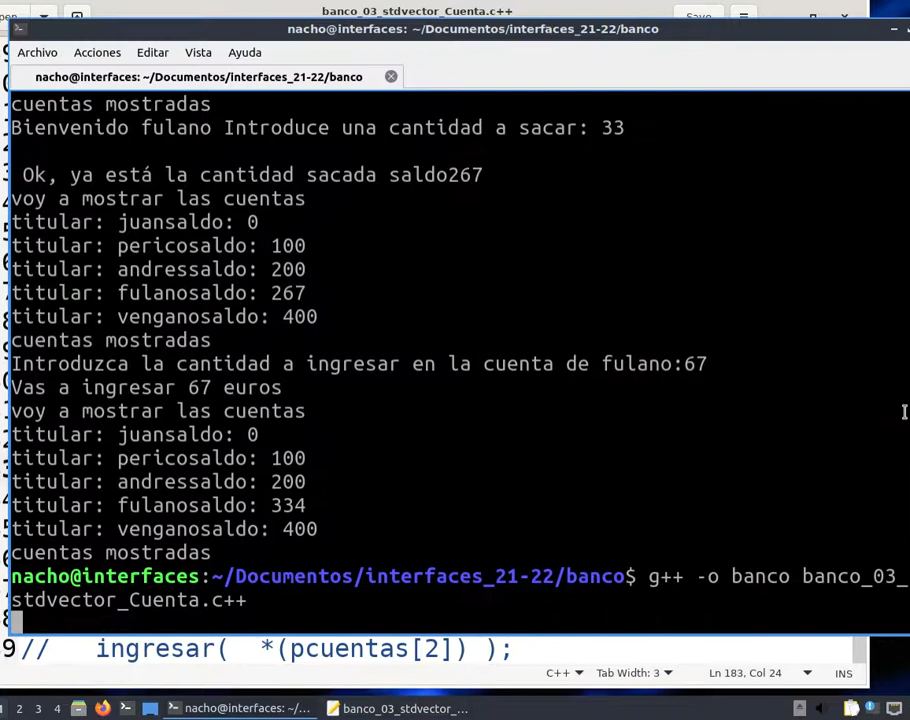 banco_03_stdvector_Cuenta.c++
nacho@interfaces: ~/Documentos/interfaces_21-22/banco
Archivo Acciones Editar Vista Ayuda
nacho@interfaces: ~/Documentos/interfaces_21-22/banco
cuentas mostradas
Bienvenido fulano Introduce una cantidad a sacar: 33
Ok, ya está la cantidad sacada saldo267
voy a mostrar las cuentas
titular: juansaldo: 0
titular: pericosaldo: 100
titular: andressaldo: 200
titular: fulanosaldo: 267
titular: venganosaldo: 400
cuentas mostradas
Introduzca la cantidad a ingresar en la cuenta de fulano:67
Vas a ingresar 67 euros
voy a mostrar las cuentas
titular: juansaldo: 0
titular: pericosaldo: 100
titular: andressaldo: 200
titular: fulanosaldo: 334
titular: venganosaldo: 400
cuentas mostradas
nacho@interfaces:~/Documentos/interfaces_21-22/banco$ g++ -o banco banco_03_
stdvector_Cuenta.c++
9 // ingresar( *(pcuentas[2]) );
C++ Tab Width: 3 Ln 183, Col 24 INS
2 3 4 nacho@interfaces: ~/... banco_03_stdvector_...